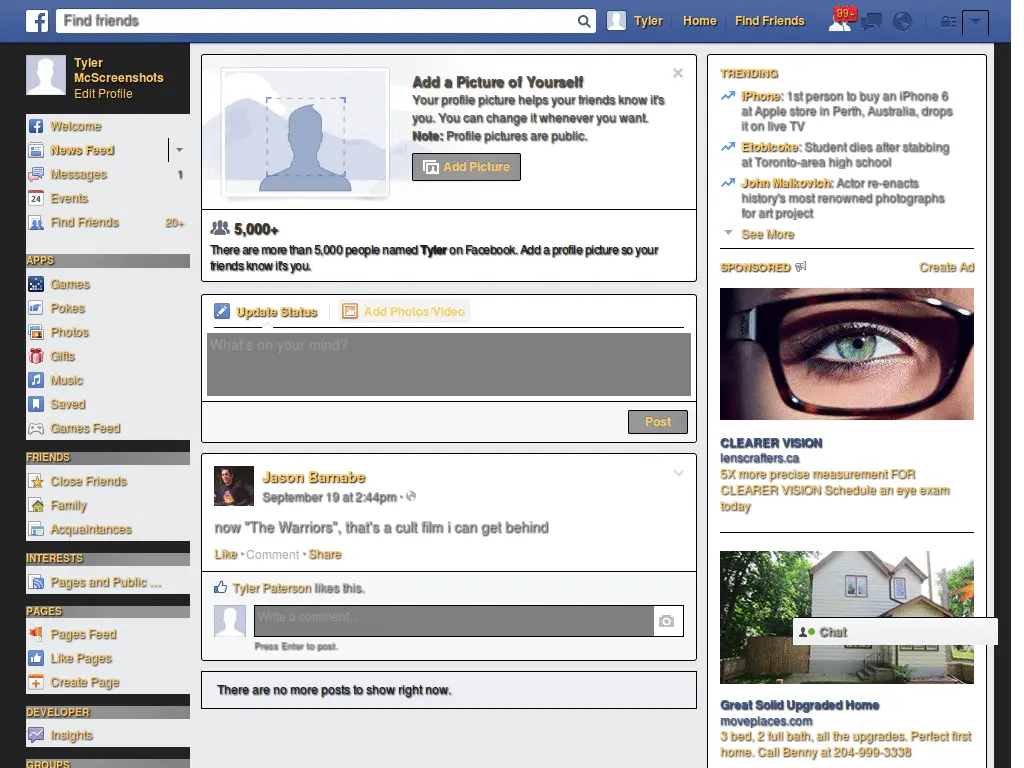 f
Find friends
Tyler
Home
Find Friends
99+
Tyler
McScreenshots
Edit Profile
Welcome
News Feed
Messages
1
24
Events
Find Friends
20+
APPS
Games
Pokes
Photos
Gifts
Music
Saved
Games Feed
FRIENDS
Close Friends
Family
Acquaintances
INTERESTS
Pages and Public ...
PAGES
Pages Feed
Like Pages
Create Page
DEVELOPER
Insights
GROUPS
Add a Picture of Yourself
Your profile picture helps your friends know it's
you. You can change it whenever you want.
Note: Profile pictures are public.
Add Picture
5,000+
There are more than 5,000 people named Tyler on Facebook. Add a profile picture so your
friends know it's you.
Update Status
Add Photos/Video
What's on your mind?
Post
Jason Barnabe
September 19 at 2:44pm ·
now "The Warriors", that's a cult film i can get behind
Like · Comment · Share
Tyler Paterson likes this.
Write a comment...
Press Enter to post.
There are no more posts to show right now.
TRENDING
IPhone: 1st person to buy an iPhone 6
at Apple store in Perth, Australia, drops
it on live TV
Etobicoke: Student dies after stabbing
at Toronto-area high school
John Malkovich: Actor re-enacts
history's most renowned photographs
for art project
See More
SPONSORED
Create Ad
CLEARER VISION
lenscrafters.ca
5X more precise measurement FOR
CLEARER VISION Schedule an eye exam
today
Chat
Great Solid Upgraded Home
moveplaces.com
3 bed, 2 full bath, all the upgrades. Perfect first
home. Call Benny at 204-999-3338